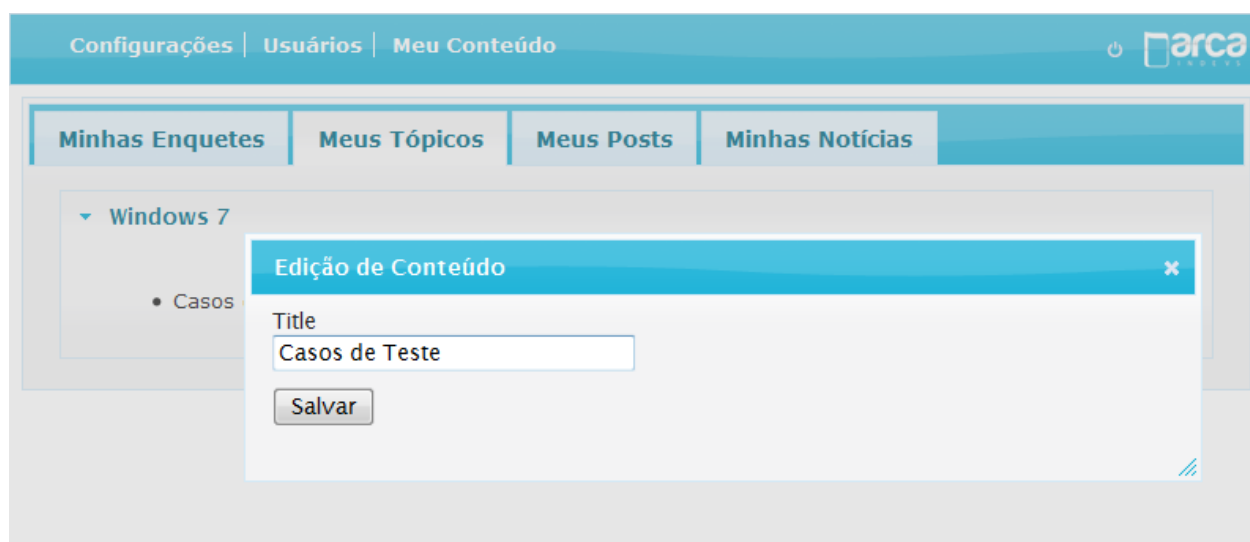 Configurações | Usuários | Meu Conteúdo
arca
Minhas Enquetes
Meus Tópicos
Meus Posts
Minhas Notícias
Windows 7
Edição de Conteúdo
• Casos
Title
Casos de Teste
Salvar